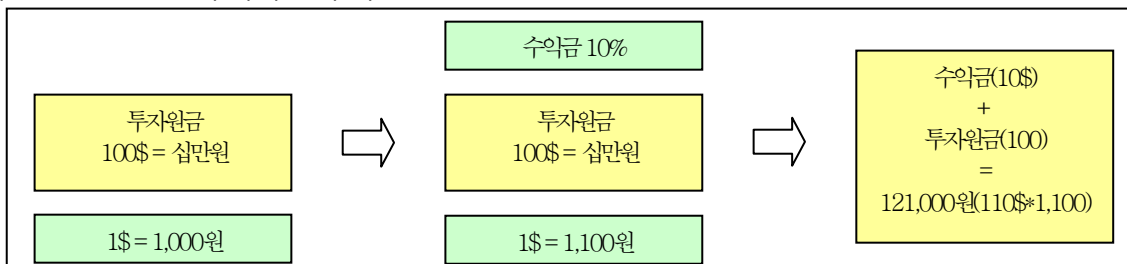 투자원금
100$ = 십만원
1$ = 1,000원
수익금 10%
투자원금
100$ = 십만원
1$ = 1,100원
수익금(10$)
+
투자원금(100)
=
121,000원(110$*1,100)